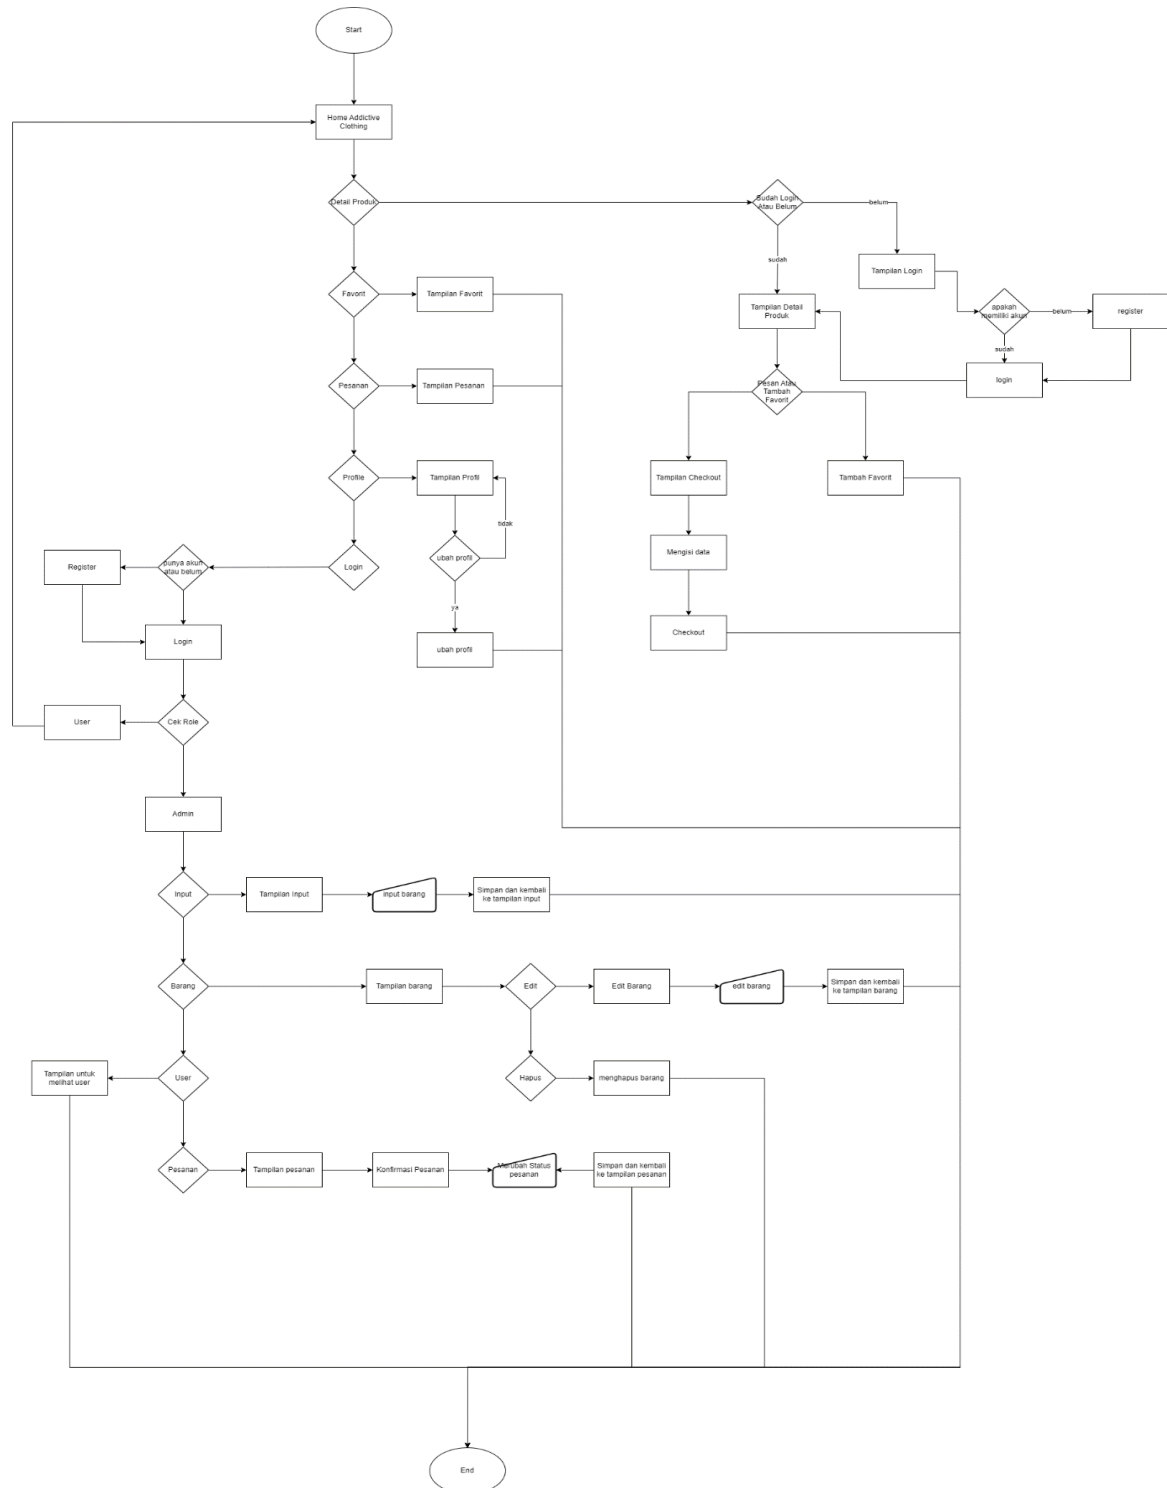 Start
Home Addictive
Clothing
Detail Produk
Sudah Login
Atau Belum
belum
sudah
Tampilan Login
Favorit
Tampilan Favorit
Tampilan Detail
Produk
apakah
memiliki akun
belum
register
sudah
login
Pesanan
Tampilan Pesanan
Pesan Atau
Tambah
Favorit
Profile
Tampilan Profil
Tampilan Checkout
Tambah Favorit
tidak
Mengisi data
ubah profil
Register
punya akun
atau belum
Login
ya
Login
Checkout
ubah profil
User
Cek Role
Admin
Input
Tampilan Input
input barang
Simpan dan kembali
ke tampilan input
Barang
Tampilan barang
Edit
Edit Barang
edit barang
Simpan dan kembali
ke tampilan barang
Tampilan untuk
melihat user
User
Hapus
menghapus barang
Pesanan
Tampilan pesanan
Konfirmasi Pesanan
Merubah Status
pesanan
Simpan dan kembali
ke tampilan pesanan
End